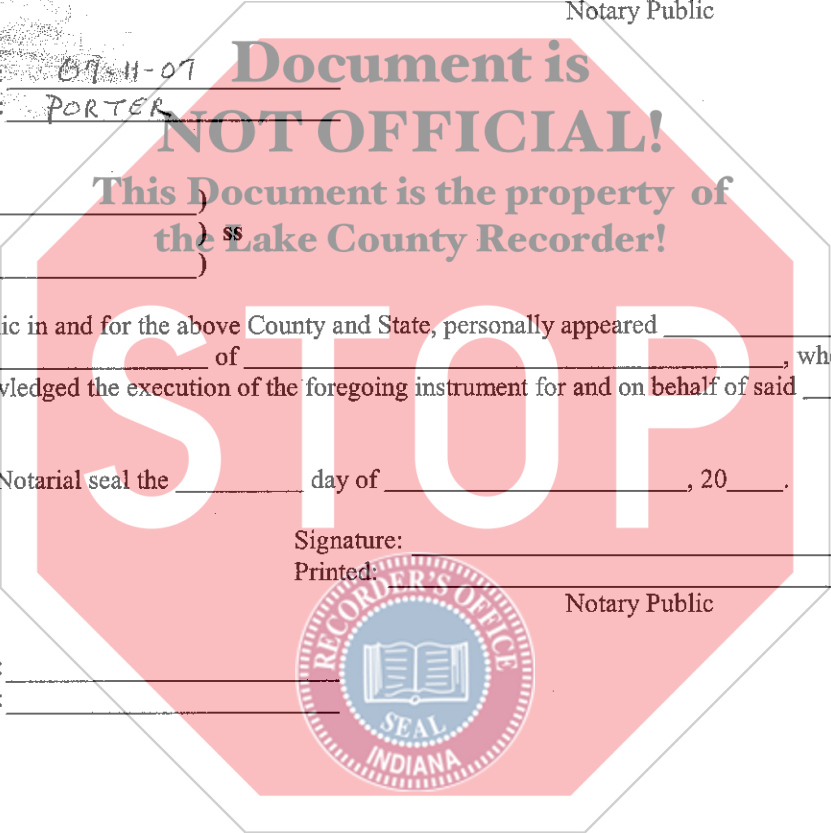 Notary Public
Document is
: 07-11-07
NOT OFFICIAL!
: PORTER
This Document is the property of
)
the Lake County Recorder!
) ss
)
ic in and for the above County and State, personally appeared
of , who
wledged the execution of the foregoing instrument for and on behalf of said
STOP
Notarial seal the day of , 20 .
Signature:
Printed:
Notary Public
RECORDER'S OFFICE
SEAL
INDIANA
:
: